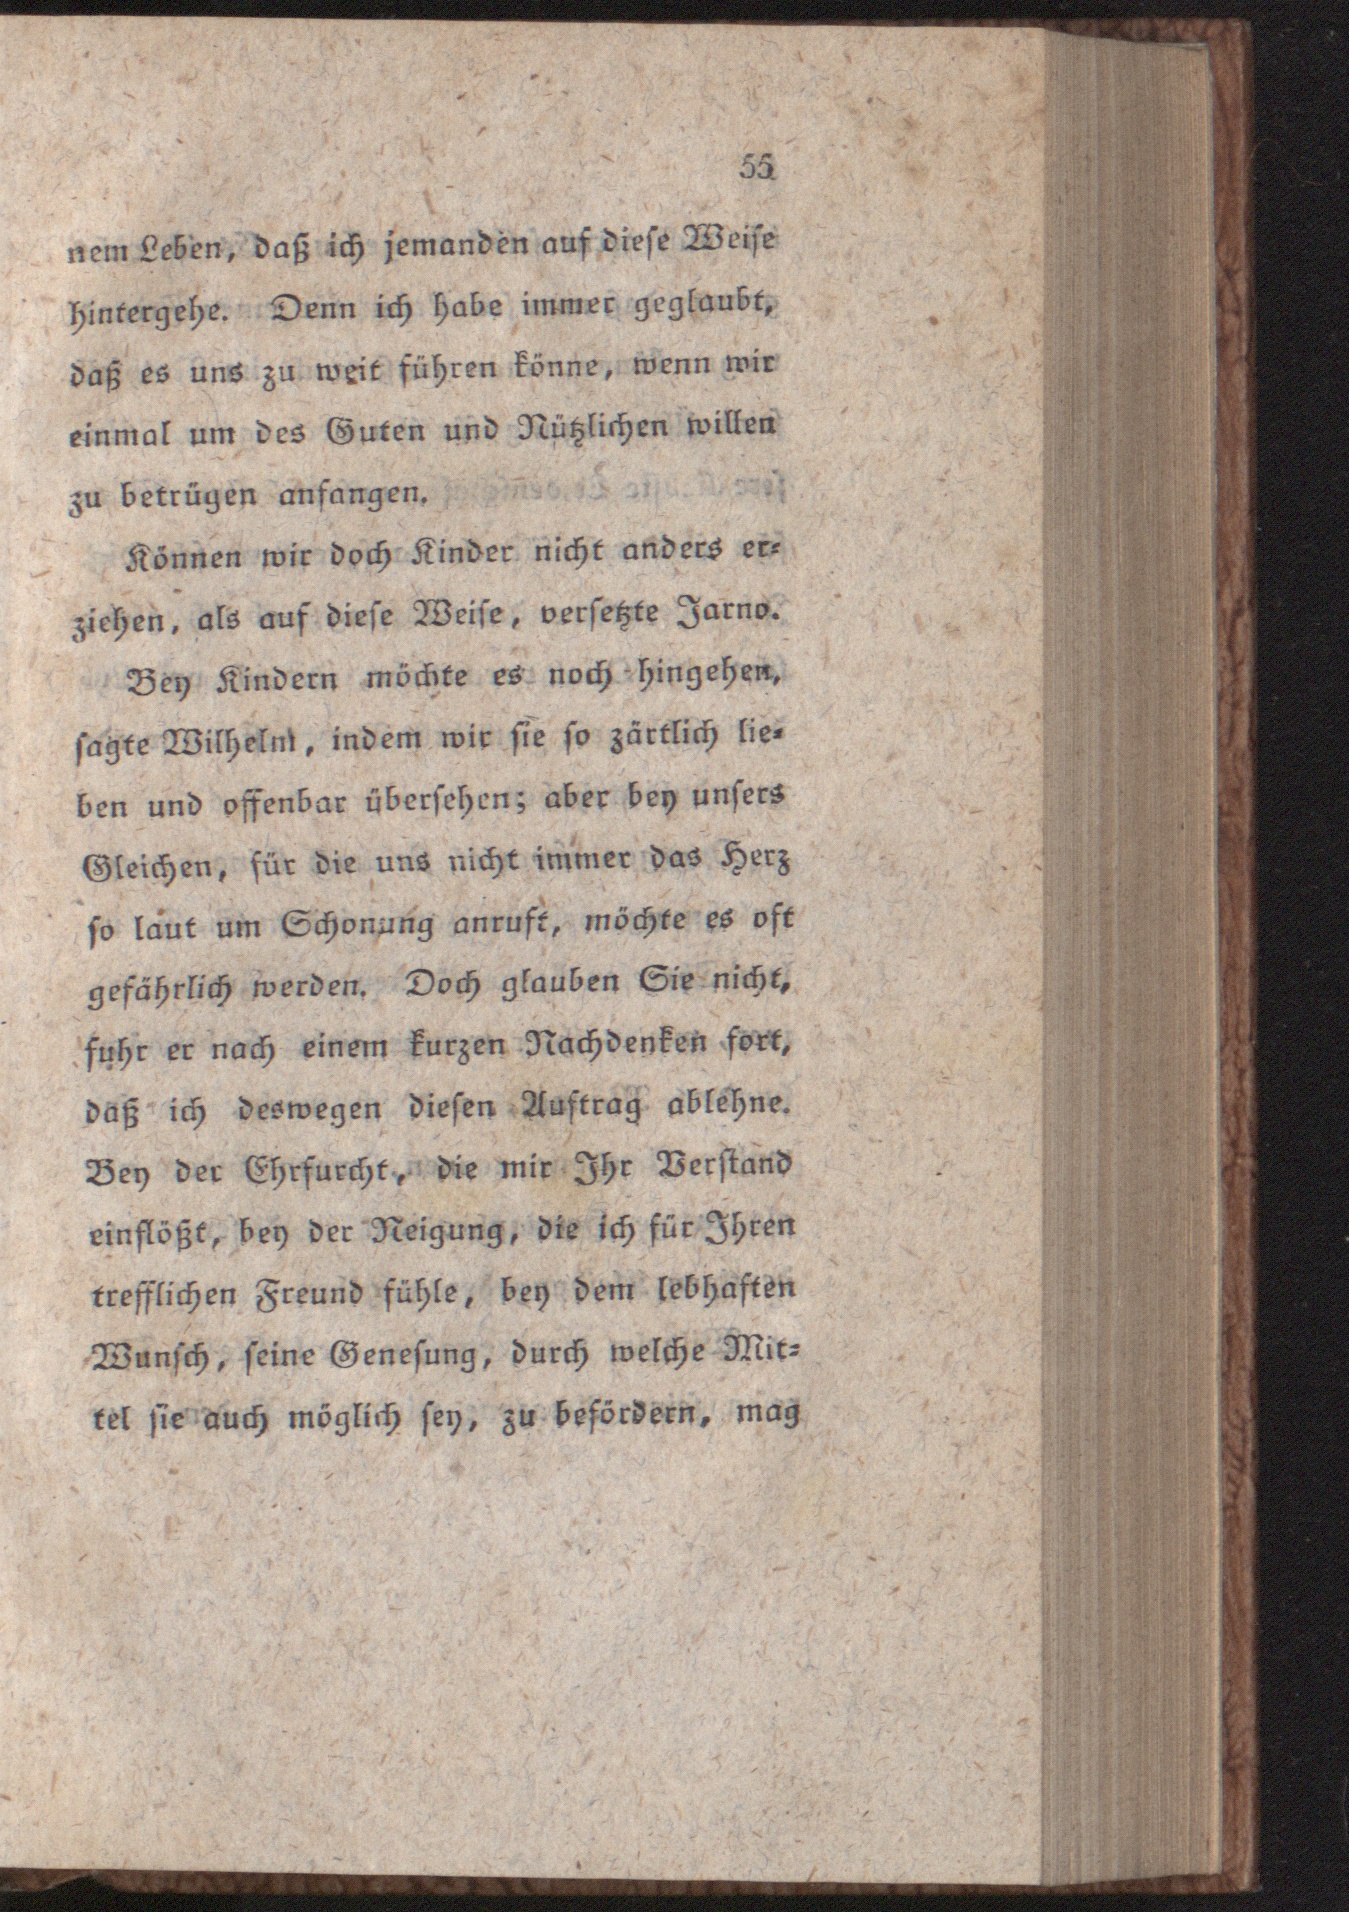 55
nem Leben, daß ich jemanden auf diese Weise
hintergehe. Denn ich habe immer geglaubt,
daß es uns zu weit führen könne, wenn wir
einmal um des Guten und Nützlichen willen
zu betrügen anfangen.
Können wir doch Kinder nicht anders er-
ziehen, als auf diese Weise, versetzte Jarno.
Bey Kindern möchte es noch hingehen,
sagte Wilhelm, indem wir sie so zärtlich lie-
ben und offenbar übersehen; aber bey unsers
Gleichen, für die uns nicht immer das Herz
so laut um Schonung anruft, möchte es oft
gefährlich werden. Doch glauben Sie nicht,
fuhr er nach einem kurzen Nachdenken fort,
daß ich deswegen diesen Auftrag ablehne.
Bey der Ehrfurcht, die mir Ihr Verstand
einflößt, bey der Neigung, die ich für Ihren
trefflichen Freund fühle, bey dem lebhaften
Wunsch, seine Genesung, durch welche Mit-
tel sie auch möglich sey, zu befördern, mag